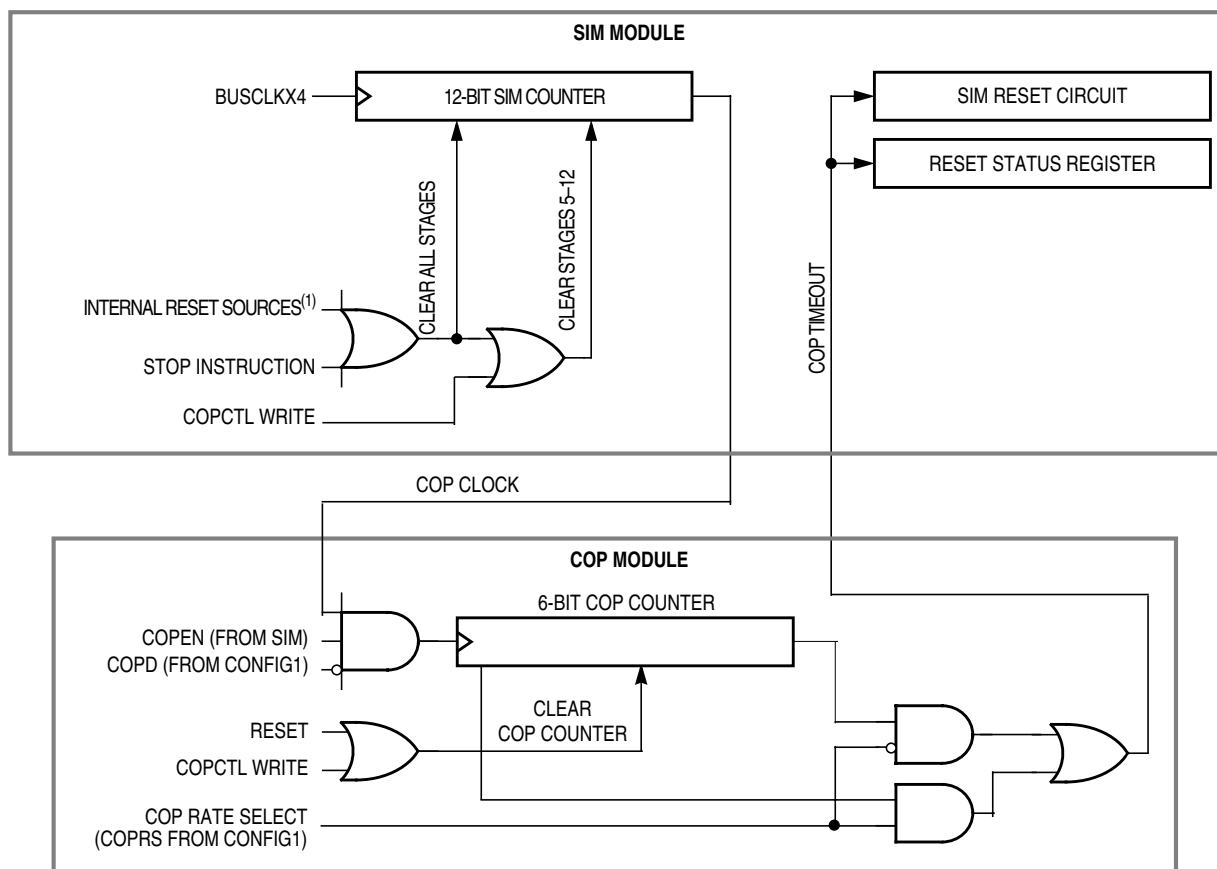 SIM MODULE
BUSCLKX4
12-BIT SIM COUNTER
SIM RESET CIRCUIT
RESET STATUS REGISTER
CLEAR ALL STAGES
CLEAR STAGES 5–12
COP TIMEOUT
INTERNAL RESET SOURCES(1)
STOP INSTRUCTION
COPCTL WRITE
COP CLOCK
COP MODULE
6-BIT COP COUNTER
COPEN (FROM SIM)
COPD (FROM CONFIG1)
CLEAR
COP COUNTER
RESET
COPCTL WRITE
COP RATE SELECT
(COPRS FROM CONFIG1)